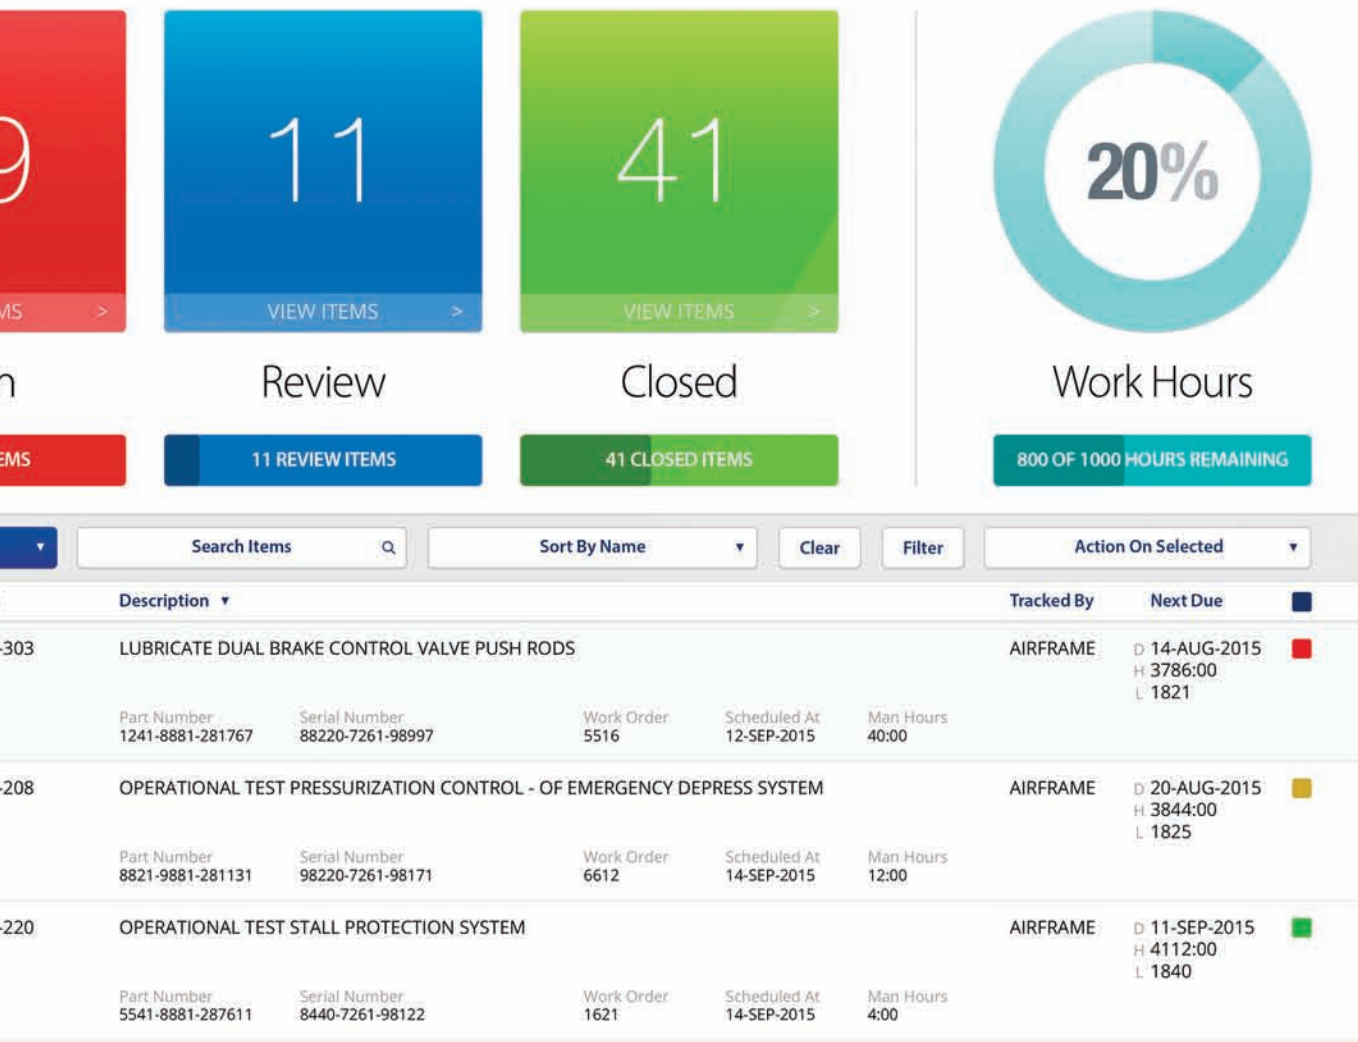 9
11
41
20%
MS >
VIEW ITEMS >
VIEW ITEMS >
n
Review
Closed
Work Hours
EMS
11 REVIEW ITEMS
41 CLOSED ITEMS
800 OF 1000 HOURS REMAINING
▼
Search Items
Sort By Name ▼
Clear
Filter
Action On Selected ▼
Description ▼
Tracked By
Next Due
-303
LUBRICATE DUAL BRAKE CONTROL VALVE PUSH RODS
AIRFRAME
D 14-AUG-2015
H 3786:00
L 1821
Part Number Serial Number Work Order Scheduled At Man Hours
1241-8881-281767 88220-7261-98997 5516 12-SEP-2015 40:00
-208
OPERATIONAL TEST PRESSURIZATION CONTROL - OF EMERGENCY DEPRESS SYSTEM
AIRFRAME
D 20-AUG-2015
H 3844:00
L 1825
Part Number Serial Number Work Order Scheduled At Man Hours
8821-9881-281131 98220-7261-98171 6612 14-SEP-2015 12:00
-220
OPERATIONAL TEST STALL PROTECTION SYSTEM
AIRFRAME
D 11-SEP-2015
H 4112:00
L 1840
Part Number Serial Number Work Order Scheduled At Man Hours
5541-8881-287611 8440-7261-98122 1621 14-SEP-2015 4:00